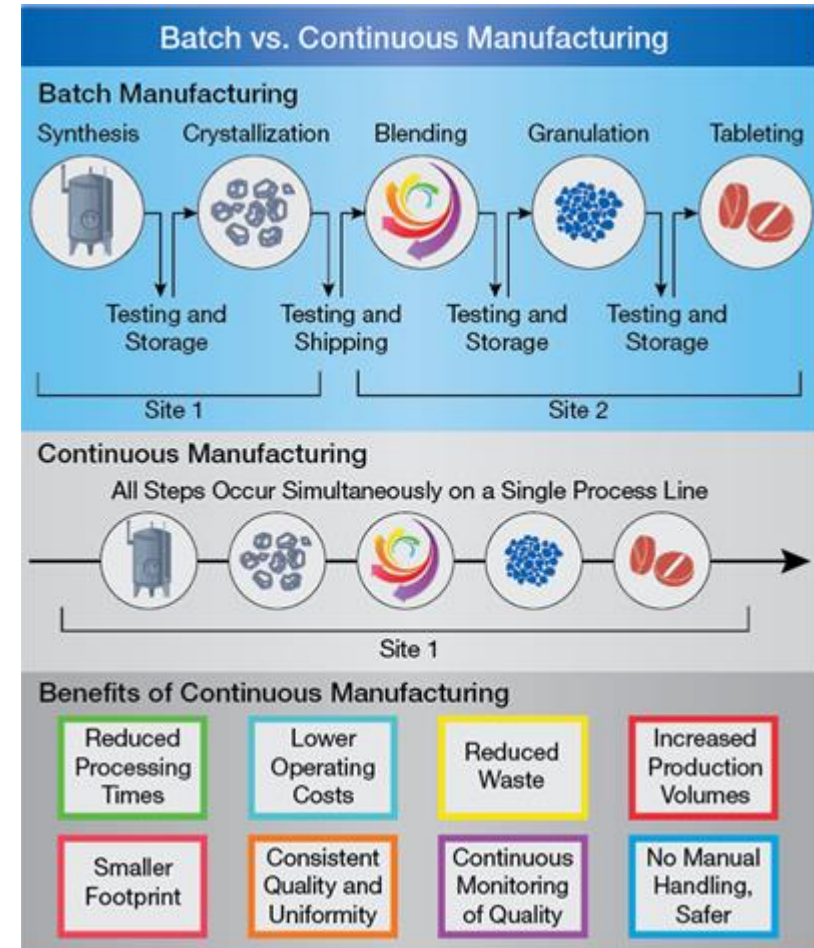 Batch vs. Continuous Manufacturing
Batch Manufacturing
Synthesis
Crystallization
Blending
Granulation
Tableting
Testing and
Storage
Testing and
Shipping
Testing and
Storage
Testing and
Storage
Site 1
Site 2
Continuous Manufacturing
All Steps Occur Simultaneously on a Single Process Line
Site 1
Benefits of Continuous Manufacturing
Reduced
Processing
Times
Lower
Operating
Costs
Reduced
Waste
Increased
Production
Volumes
Smaller
Footprint
Consistent
Quality and
Uniformity
Continuous
Monitoring
of Quality
No Manual
Handling,
Safer